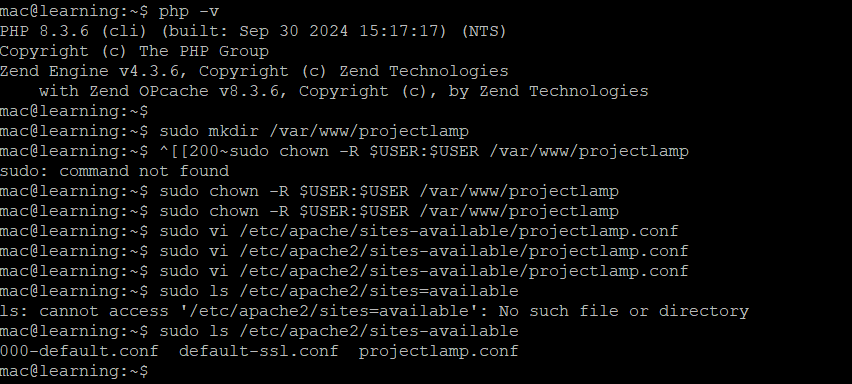 mac@learning:~$ php -v
PHP 8.3.6 (cli) (built: Sep 30 2024 15:17:17) (NTS)
Copyright (c) The PHP Group
Zend Engine v4.3.6, Copyright (c) Zend Technologies
    with Zend OPcache v8.3.6, Copyright (c), by Zend Technologies
mac@learning:~$
mac@learning:~$ sudo mkdir /var/www/projectlamp
mac@learning:~$ ^[[200~sudo chown -R $USER:$USER /var/www/projectlamp
sudo: command not found
mac@learning:~$ sudo chown -R $USER:$USER /var/www/projectlamp
mac@learning:~$ sudo chown -R $USER:$USER /var/www/projectlamp
mac@learning:~$ sudo vi /etc/apache/sites-available/projectlamp.conf
mac@learning:~$ sudo vi /etc/apache2/sites-available/projectlamp.conf
mac@learning:~$ sudo vi /etc/apache2/sites-available/projectlamp.conf
mac@learning:~$ sudo ls /etc/apache2/sites=available
ls: cannot access '/etc/apache2/sites=available': No such file or directory
mac@learning:~$ sudo ls /etc/apache2/sites-available
000-default.conf  default-ssl.conf  projectlamp.conf
mac@learning:~$